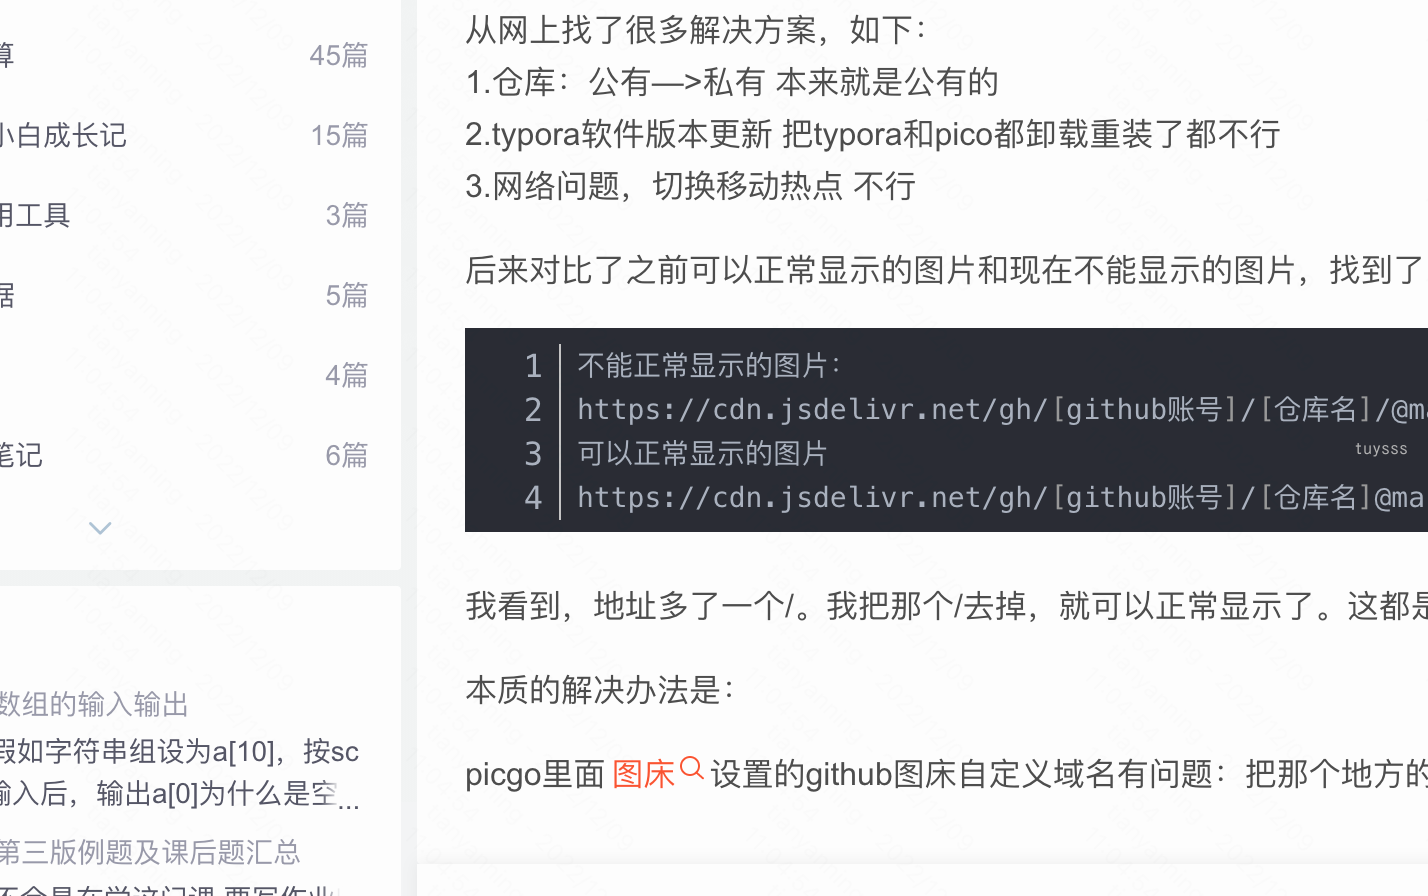 算 45篇
小白成长记 15篇
用工具 3篇
据 5篇
4篇
笔记 6篇
数组的输入输出
假如字符串组设为a[10]，按sc
输入后，输出a[0]为什么是空...
第三版例题及课后题汇总
从网上找了很多解决方案，如下：
1.仓库：公有—>私有 本来就是公有的
2.typora软件版本更新 把typora和pico都卸载重装了都不行
3.网络问题，切换移动热点 不行
后来对比了之前可以正常显示的图片和现在不能显示的图片，找到了
1 不能正常显示的图片：
2 https://cdn.jsdelivr.net/gh/[github账号]/[仓库名]/@ma
3 可以正常显示的图片
tuysss
4 https://cdn.jsdelivr.net/gh/[github账号]/[仓库名]@ma
我看到，地址多了一个/。我把那个/去掉，就可以正常显示了。这都是
本质的解决办法是：
picgo里面 图床 设置的github图床自定义域名有问题：把那个地方的